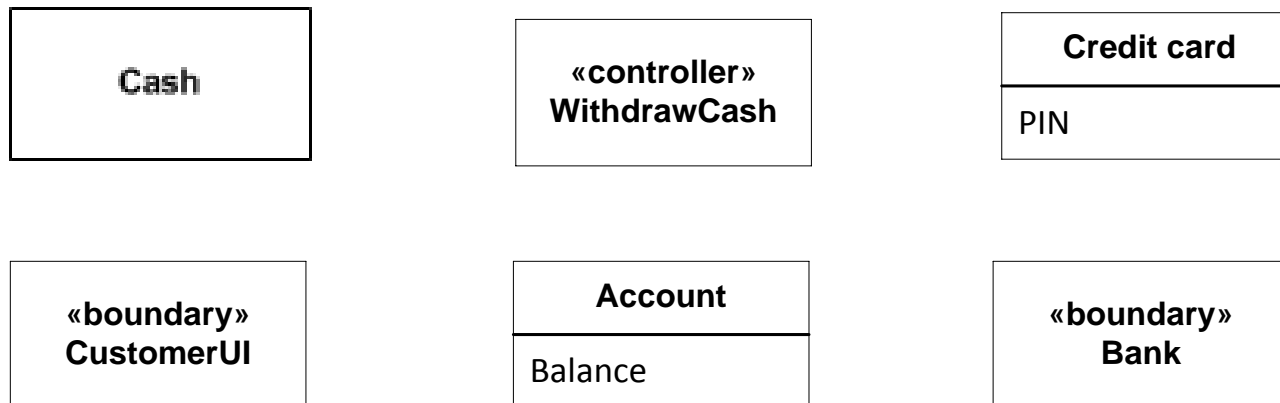 Cash
«controller»
WithdrawCash
Credit card
PIN
«boundary»
CustomerUI
Account
Balance
«boundary»
Bank